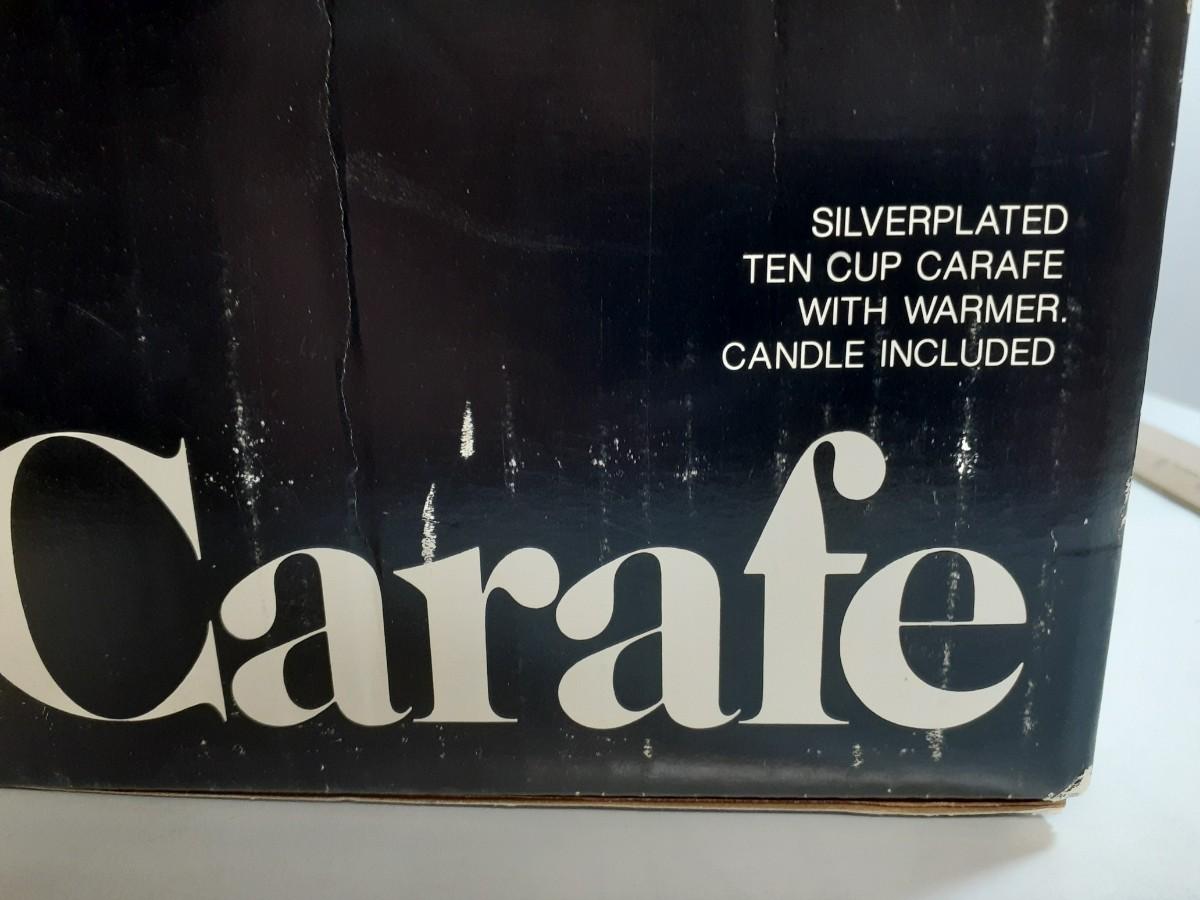 SILVERPLATED
TEN CUP CARAFE
WITH WARMER.
CANDLE INCLUDED
Carafe